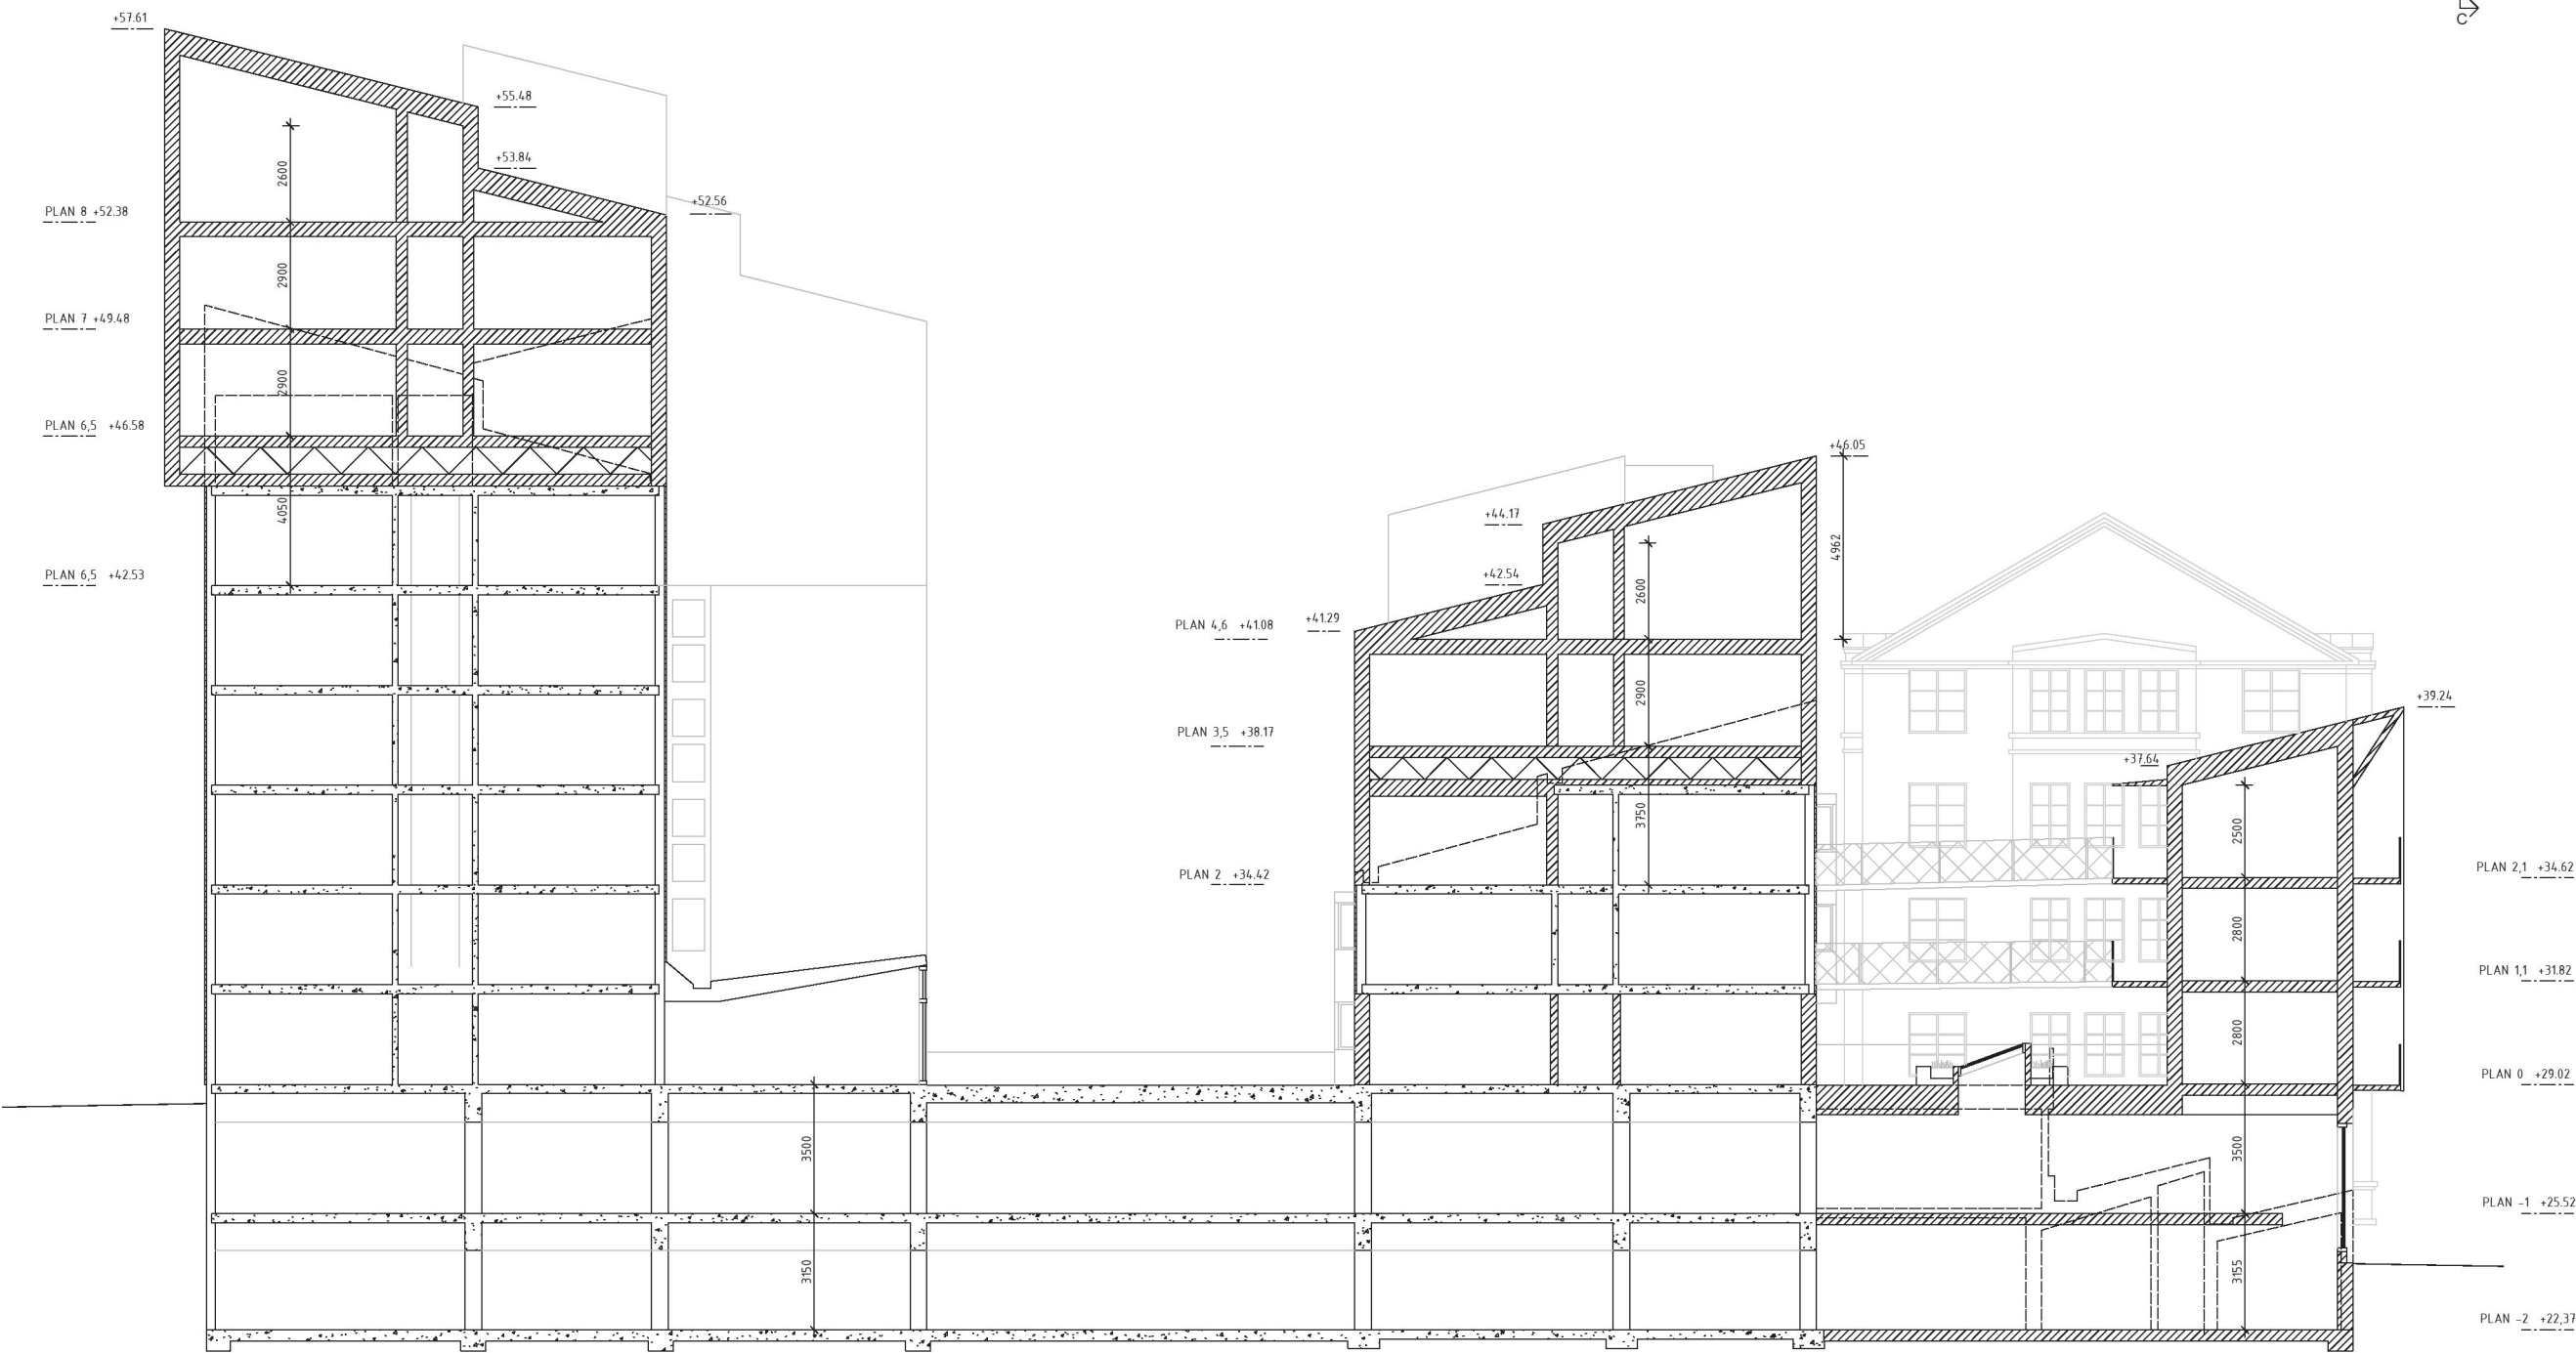 +57.61
C
+55.48
+53.84
2600
PLAN 8 +52.38
+52.56
2900
PLAN 7 +49.48
2900
PLAN 6,5 +46.58
4050
PLAN 6,5 +42.53
+46.05
+44.17
4962
+42.54
2600
PLAN 4,6 +41.08
+41.29
2900
+39.24
PLAN 3,5 +38.17
+37.64
3750
2500
PLAN 2 +34.42
PLAN 2,1 +34.62
2800
PLAN 1,1 +31.82
2800
PLAN 0 +29.02
3500
3500
PLAN -1 +25.52
3150
3155
PLAN -2 +22,37